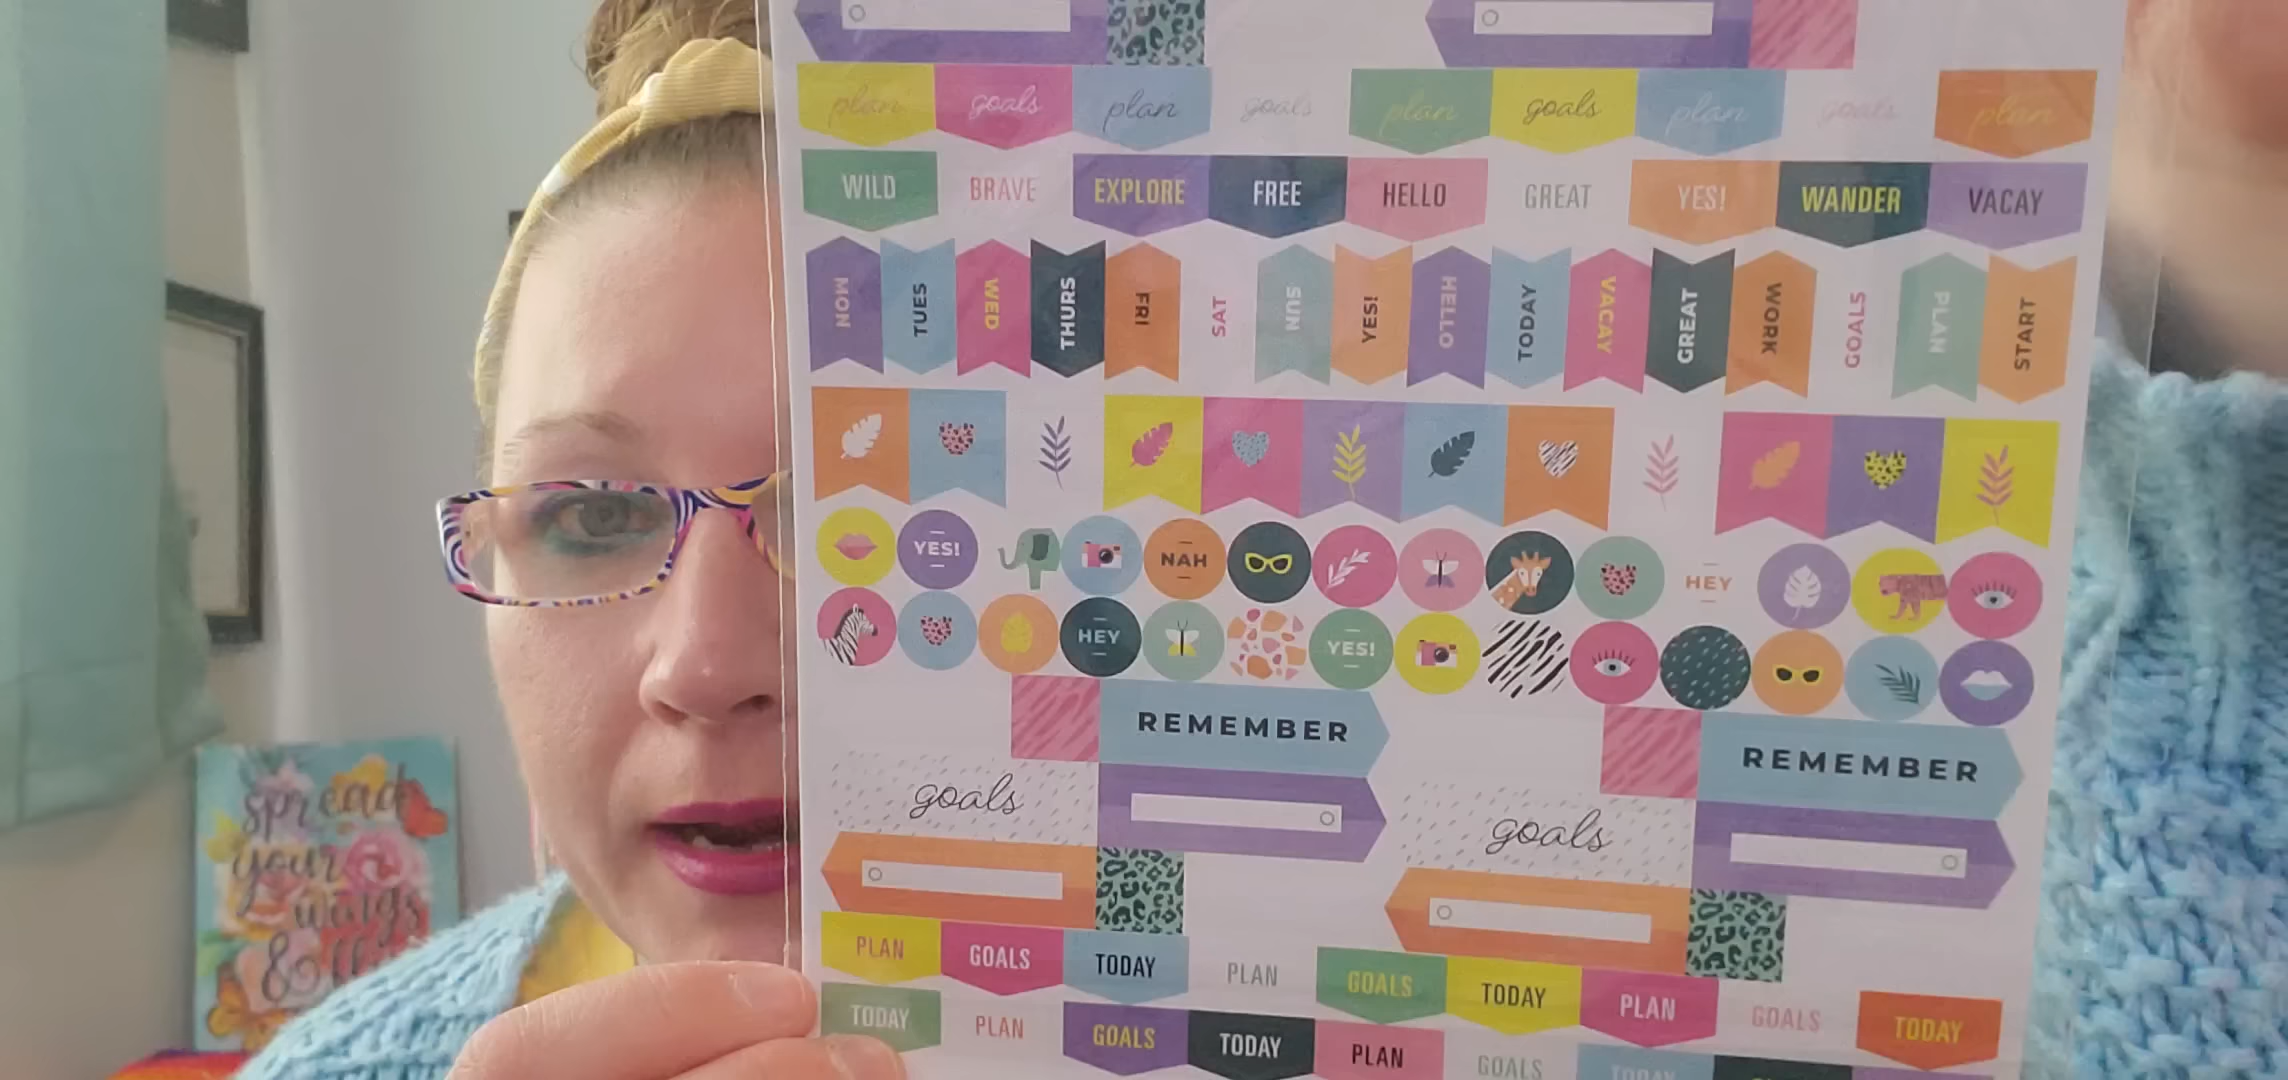 plan goals plan goals plan goals plan goals plan
WILD BRAVE EXPLORE FREE HELLO GREAT YES! WANDER VACAY
MON TUES WED THURS FRI SAT SUN YES! HELLO TODAY VACAY GREAT WORK GOALS PLAN START
YES! NAH HEY
HEY YES!
REMEMBER REMEMBER
goals goals
PLAN GOALS TODAY PLAN GOALS TODAY PLAN GOALS TODAY
TODAY PLAN GOALS TODAY PLAN GOALS TODAY
spread
your
wings
&